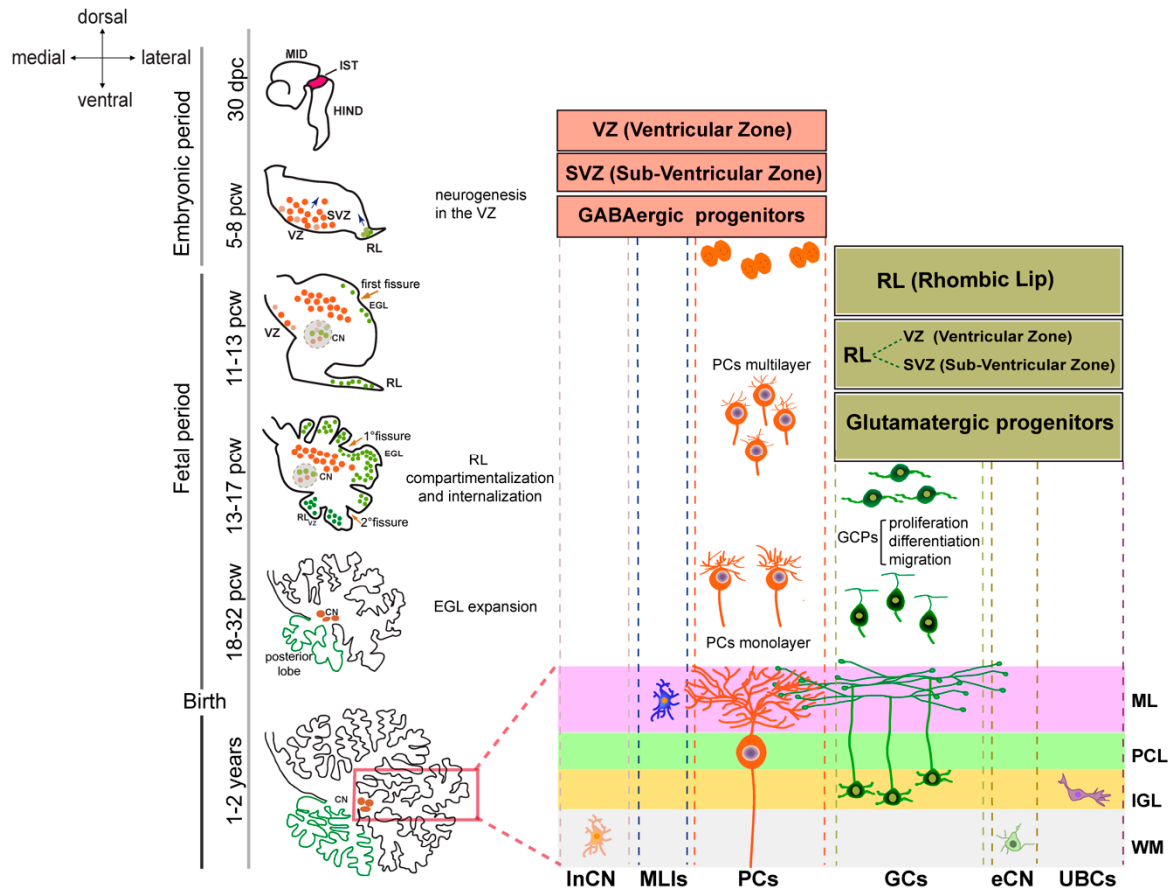 dorsal
medial
lateral
ventral
Embryonic period
Fetal period
Birth
30 dpc
5-8 pcw
11-13 pcw
13-17 pcw
18-32 pcw
1-2 years
MID
IST
HIND
SVZ
VZ
RL
neurogenesis
in the VZ
first fissure
EGL
VZ
CN
RL
1°fissure
EGL
CN
RL VZ
2°fissure
RL
compartimentalization
and internalization
CN
posterior
lobe
EGL expansion
CN
VZ (Ventricular Zone)
SVZ (Sub-Ventricular Zone)
GABAergic progenitors
PCs multilayer
PCs monolayer
RL (Rhombic Lip)
RL
VZ (Ventricular Zone)
SVZ (Sub-Ventricular Zone)
Glutamatergic progenitors
GCPs
proliferation
differentiation
migration
ML
PCL
IGL
WM
InCN MLIs PCs GCs eCN UBCs